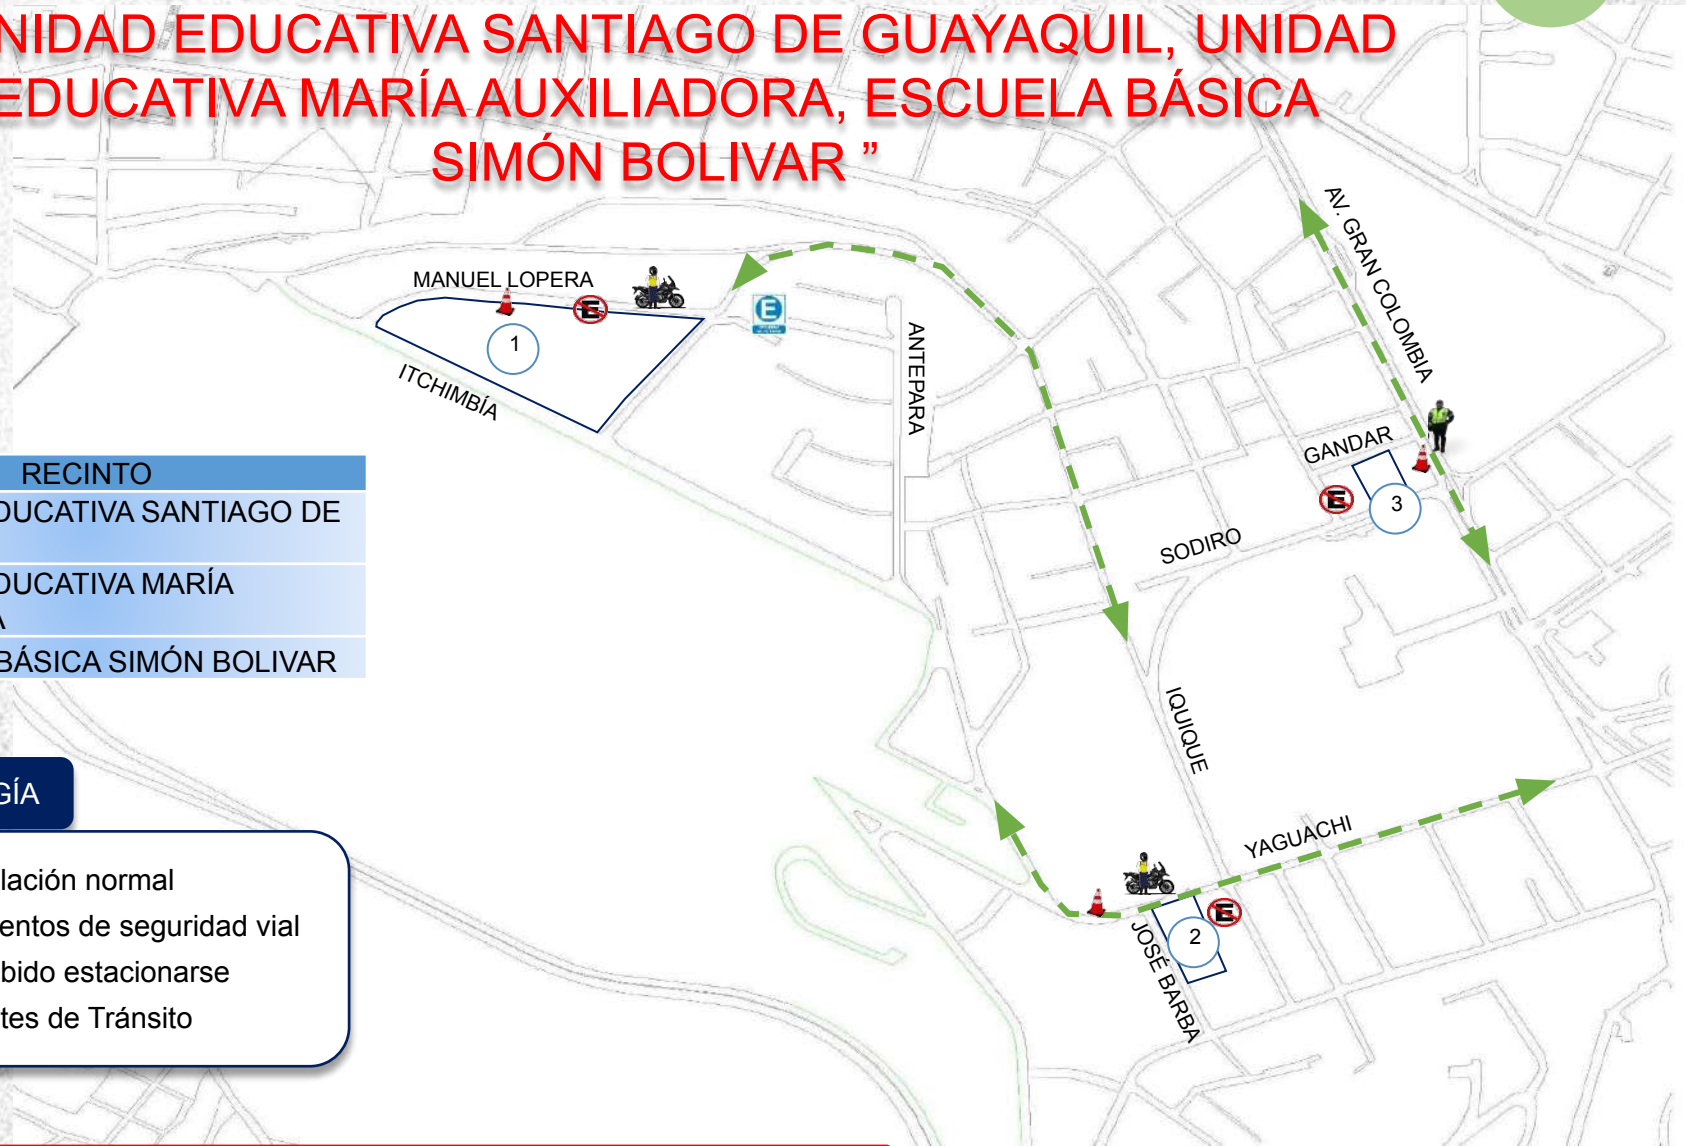 NIDAD EDUCATIVA SANTIAGO DE GUAYAQUIL, UNIDAD
EDUCATIVA MARÍA AUXILIADORA, ESCUELA BÁSICA
SIMÓN BOLIVAR ”
MANUEL LOPERA
E
E
1
ITCHIMBÍA
ANTEPARA
AV. GRAN COLOMBIA
GANDAR
E
3
SODIRO
RECINTO
DUCATIVA SANTIAGO DE
DUCATIVA MARÍA
A
BÁSICA SIMÓN BOLIVAR
IQUIQUE
YAGUACHI
E
2
JOSÉ BARBA
GÍA
lación normal
entos de seguridad vial
bido estacionarse
tes de Tránsito